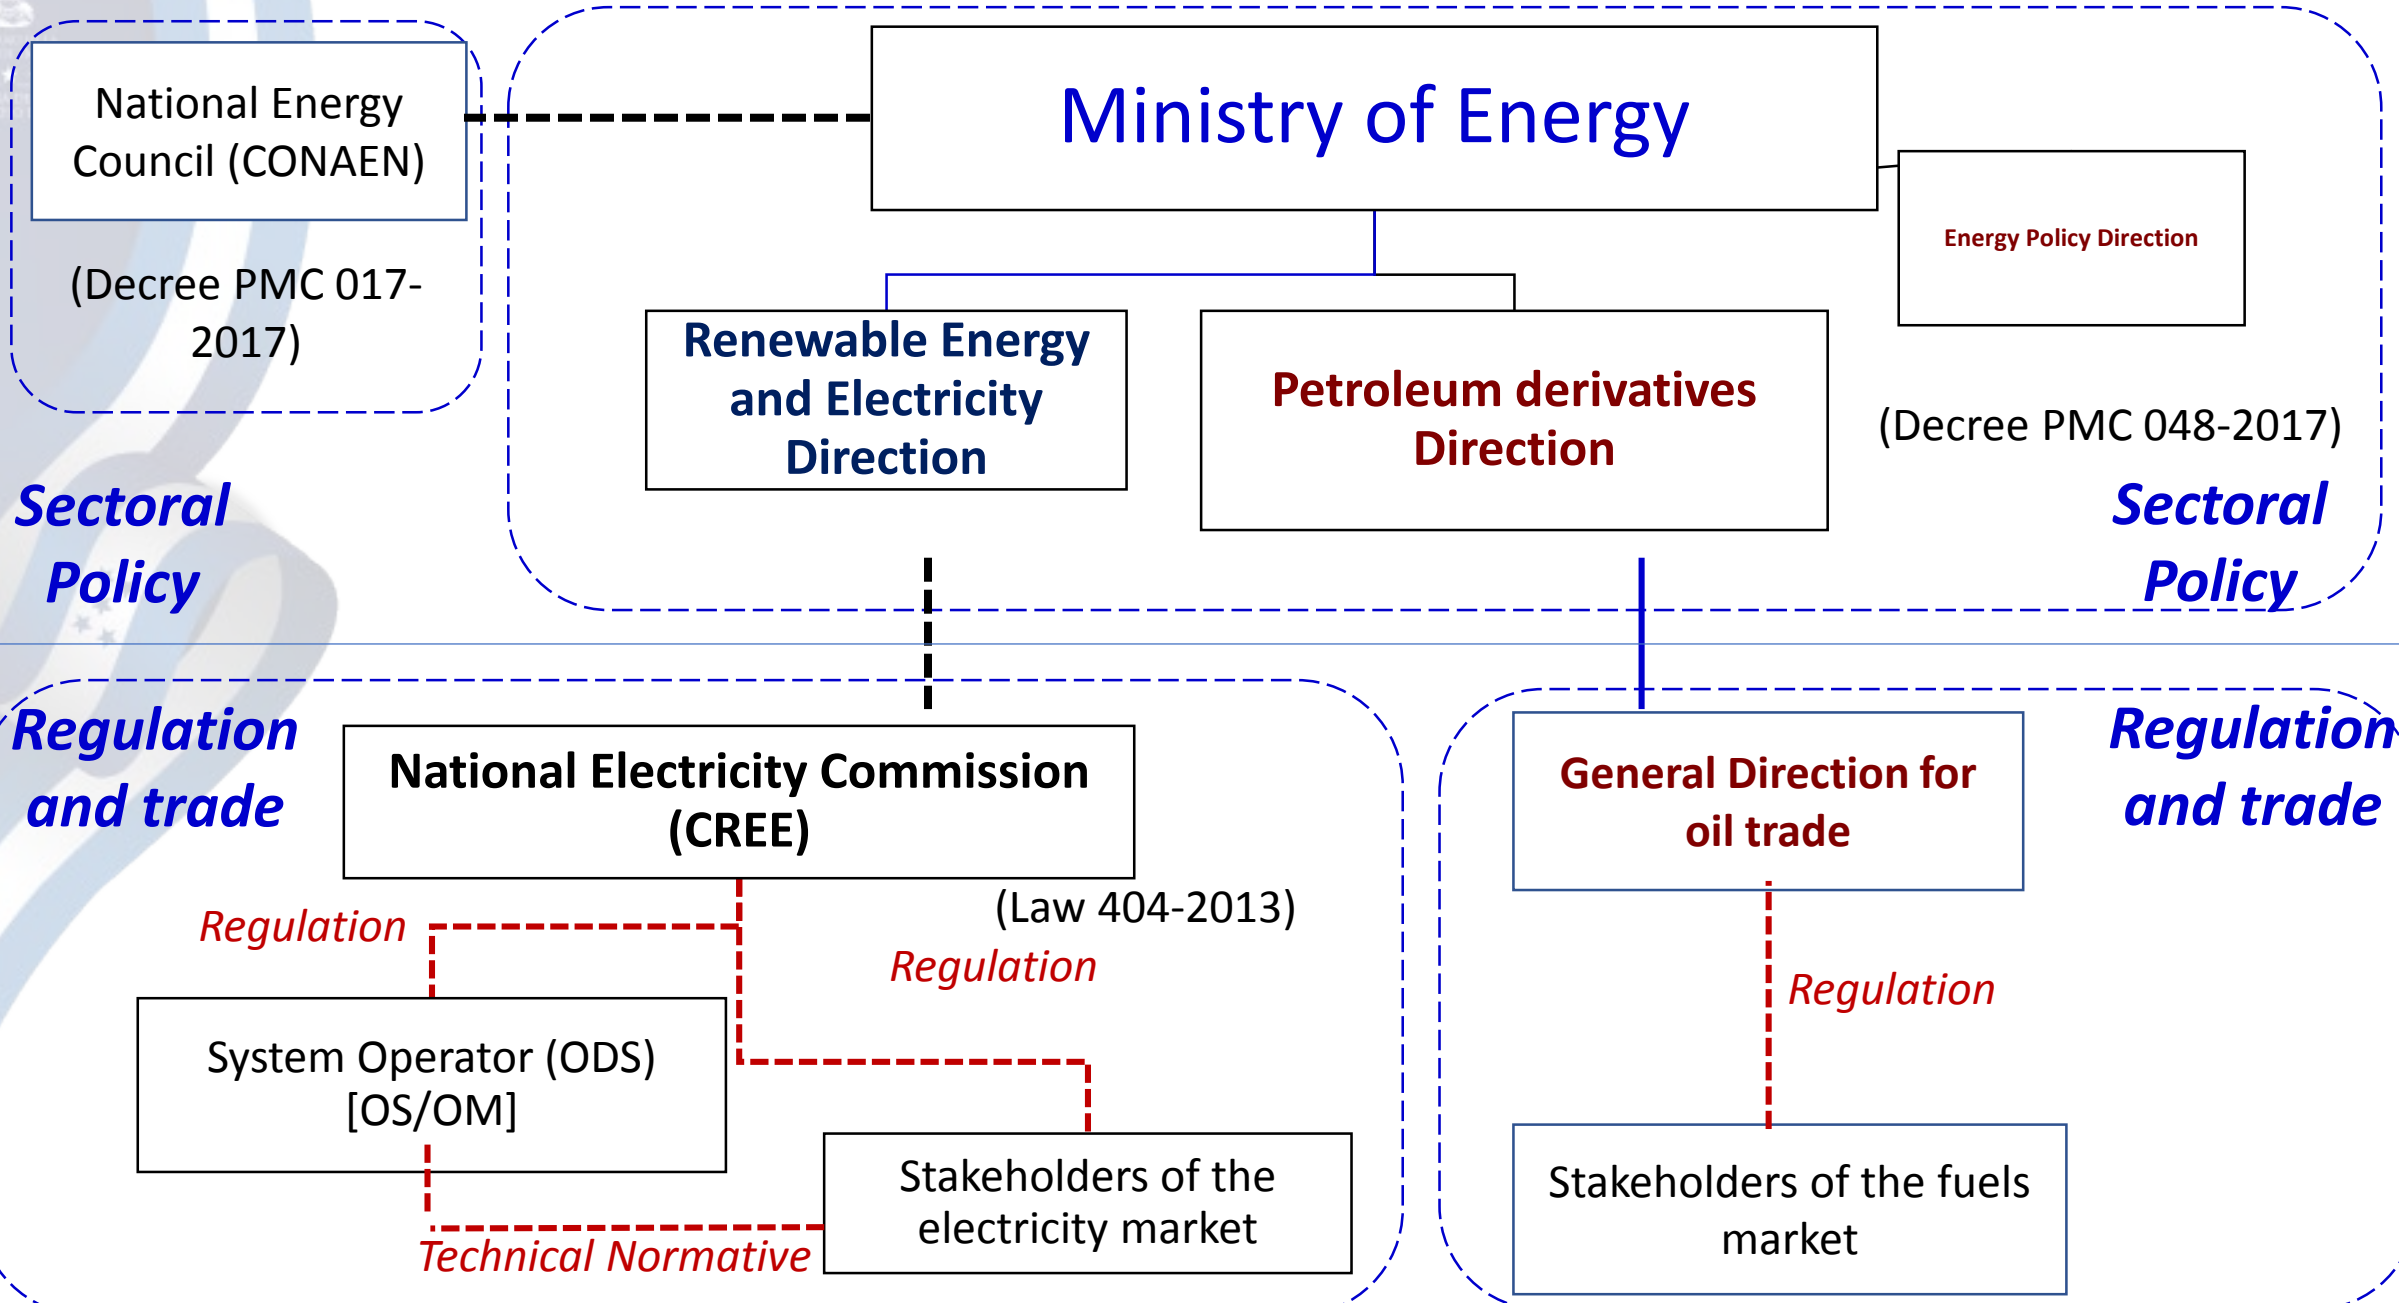 National Energy
Council (CONAEN)
(Decree PMC 017-
2017)
Ministry of Energy
Energy Policy Direction
Renewable Energy
and Electricity
Direction
Petroleum derivatives
Direction
(Decree PMC 048-2017)
Sectoral
Policy
Sectoral
Policy
Regulation
and trade
National Electricity Commission
(CREE)
(Law 404-2013)
Regulation
Regulation
System Operator (ODS)
[OS/OM]
Stakeholders of the
electricity market
Technical Normative
General Direction for
oil trade
Regulation
and trade
Regulation
Stakeholders of the fuels
market